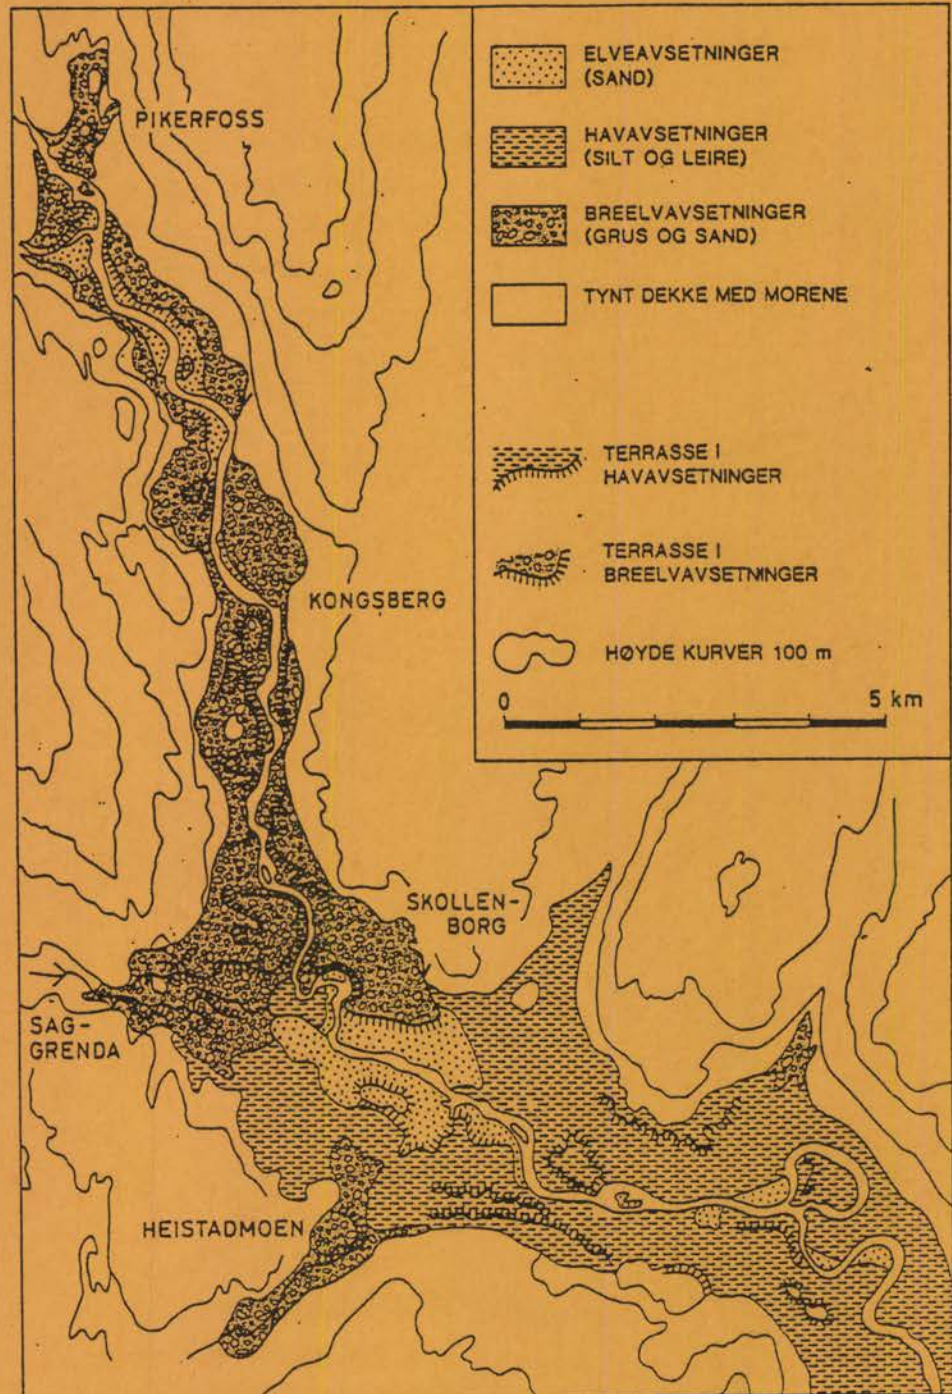 ELVEAVSETNINGER
(SAND)
HAVAVSETNINGER
(SILT OG LEIRE)
BREELVAVSETNINGER
(GRUS OG SAND)
TYNT DEKKE MED MORENE
TERRASSE I
HAVAVSETNINGER
TERRASSE I
BREELVAVSETNINGER
HØYDE KURVER 100 m
0 5 km
PIKERFOSS
KONGSBERG
SKOLLEN-
BORG
SAG-
GRENDA
HEISTADMOEN